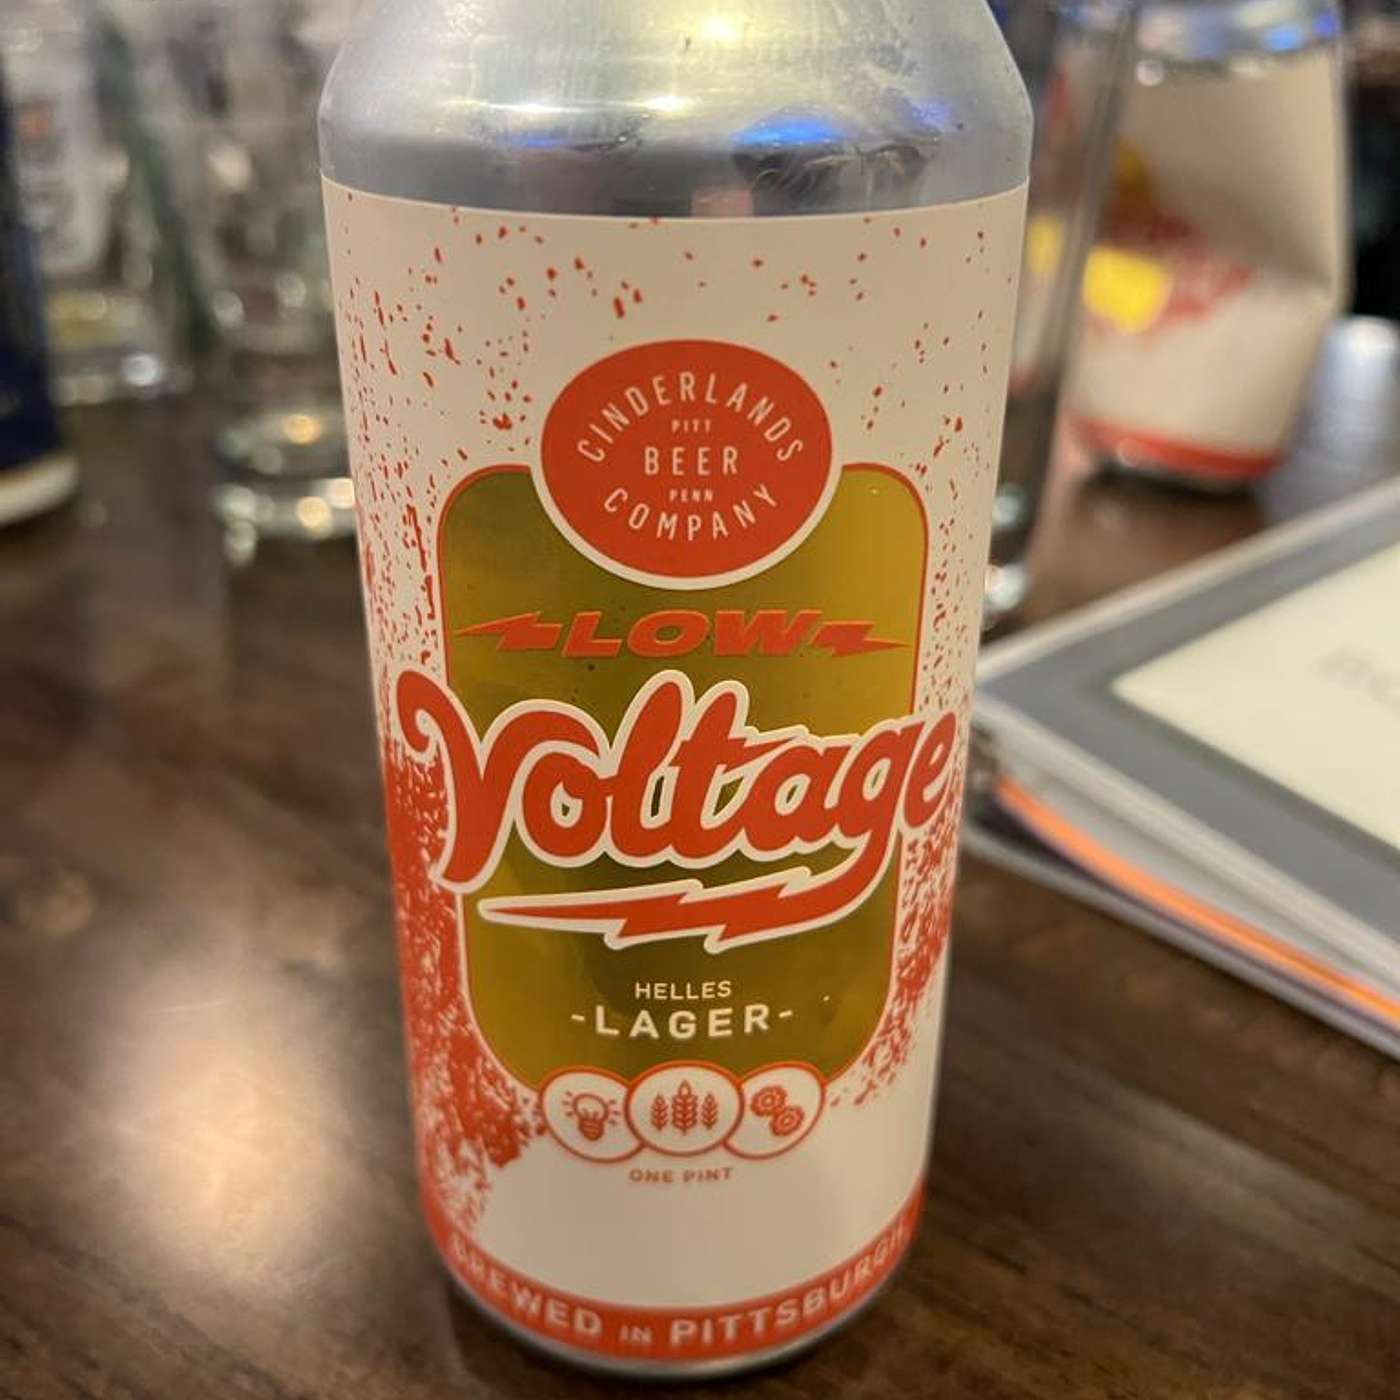 CINDERLANDS
PITT
BEER
PENN
COMPANY
LOW
Voltage
HELLES
-LAGER-
ONE PINT
BREWED IN PITTSBURGH